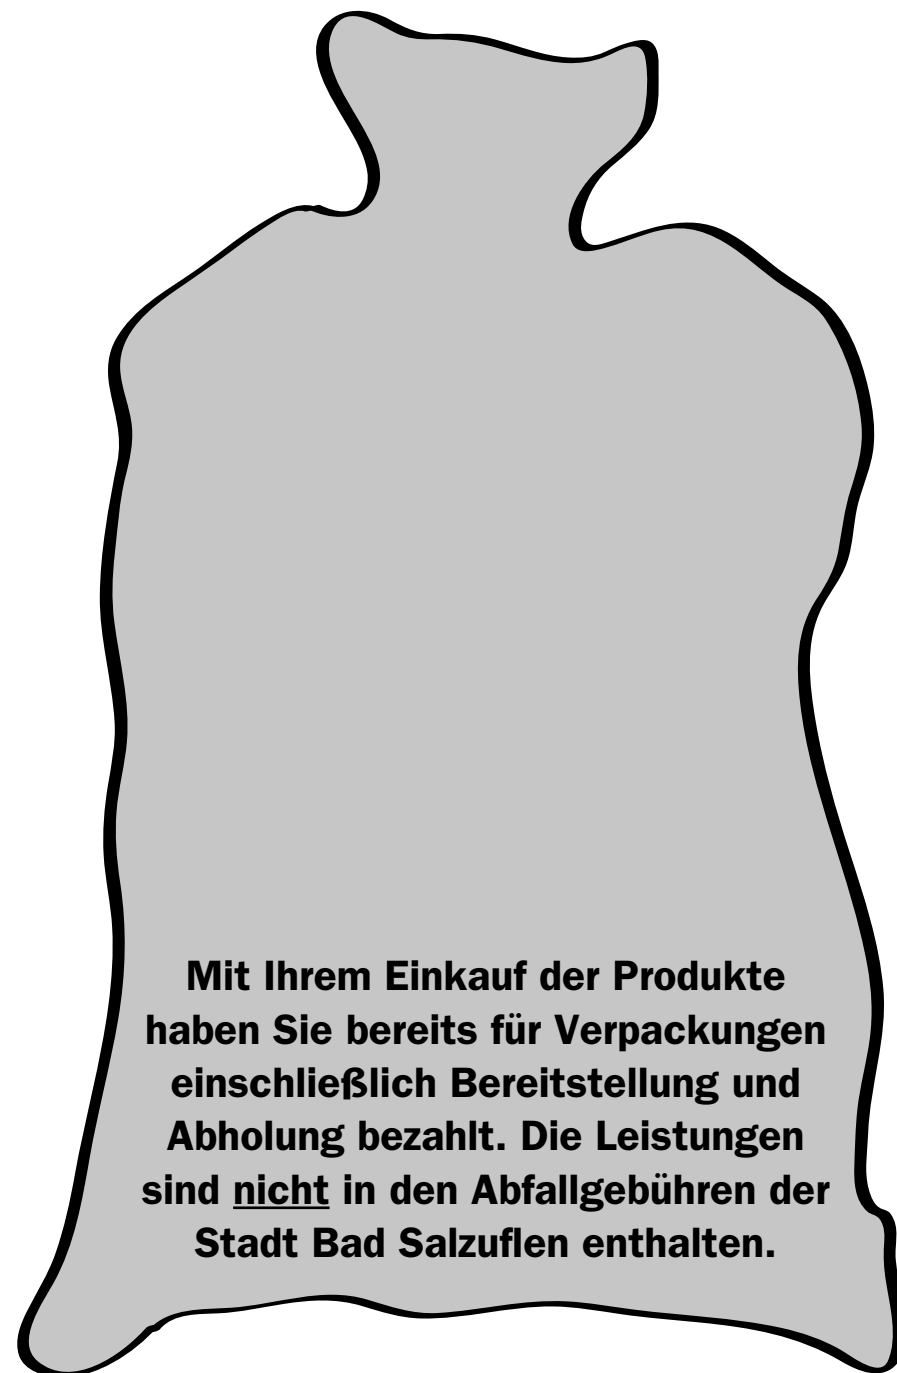 Mit Ihrem Einkauf der Produkte
haben Sie bereits für Verpackungen
einschließlich Bereitstellung und
Abholung bezahlt. Die Leistungen
sind nicht in den Abfallgebühren der
Stadt Bad Salzuflen enthalten.